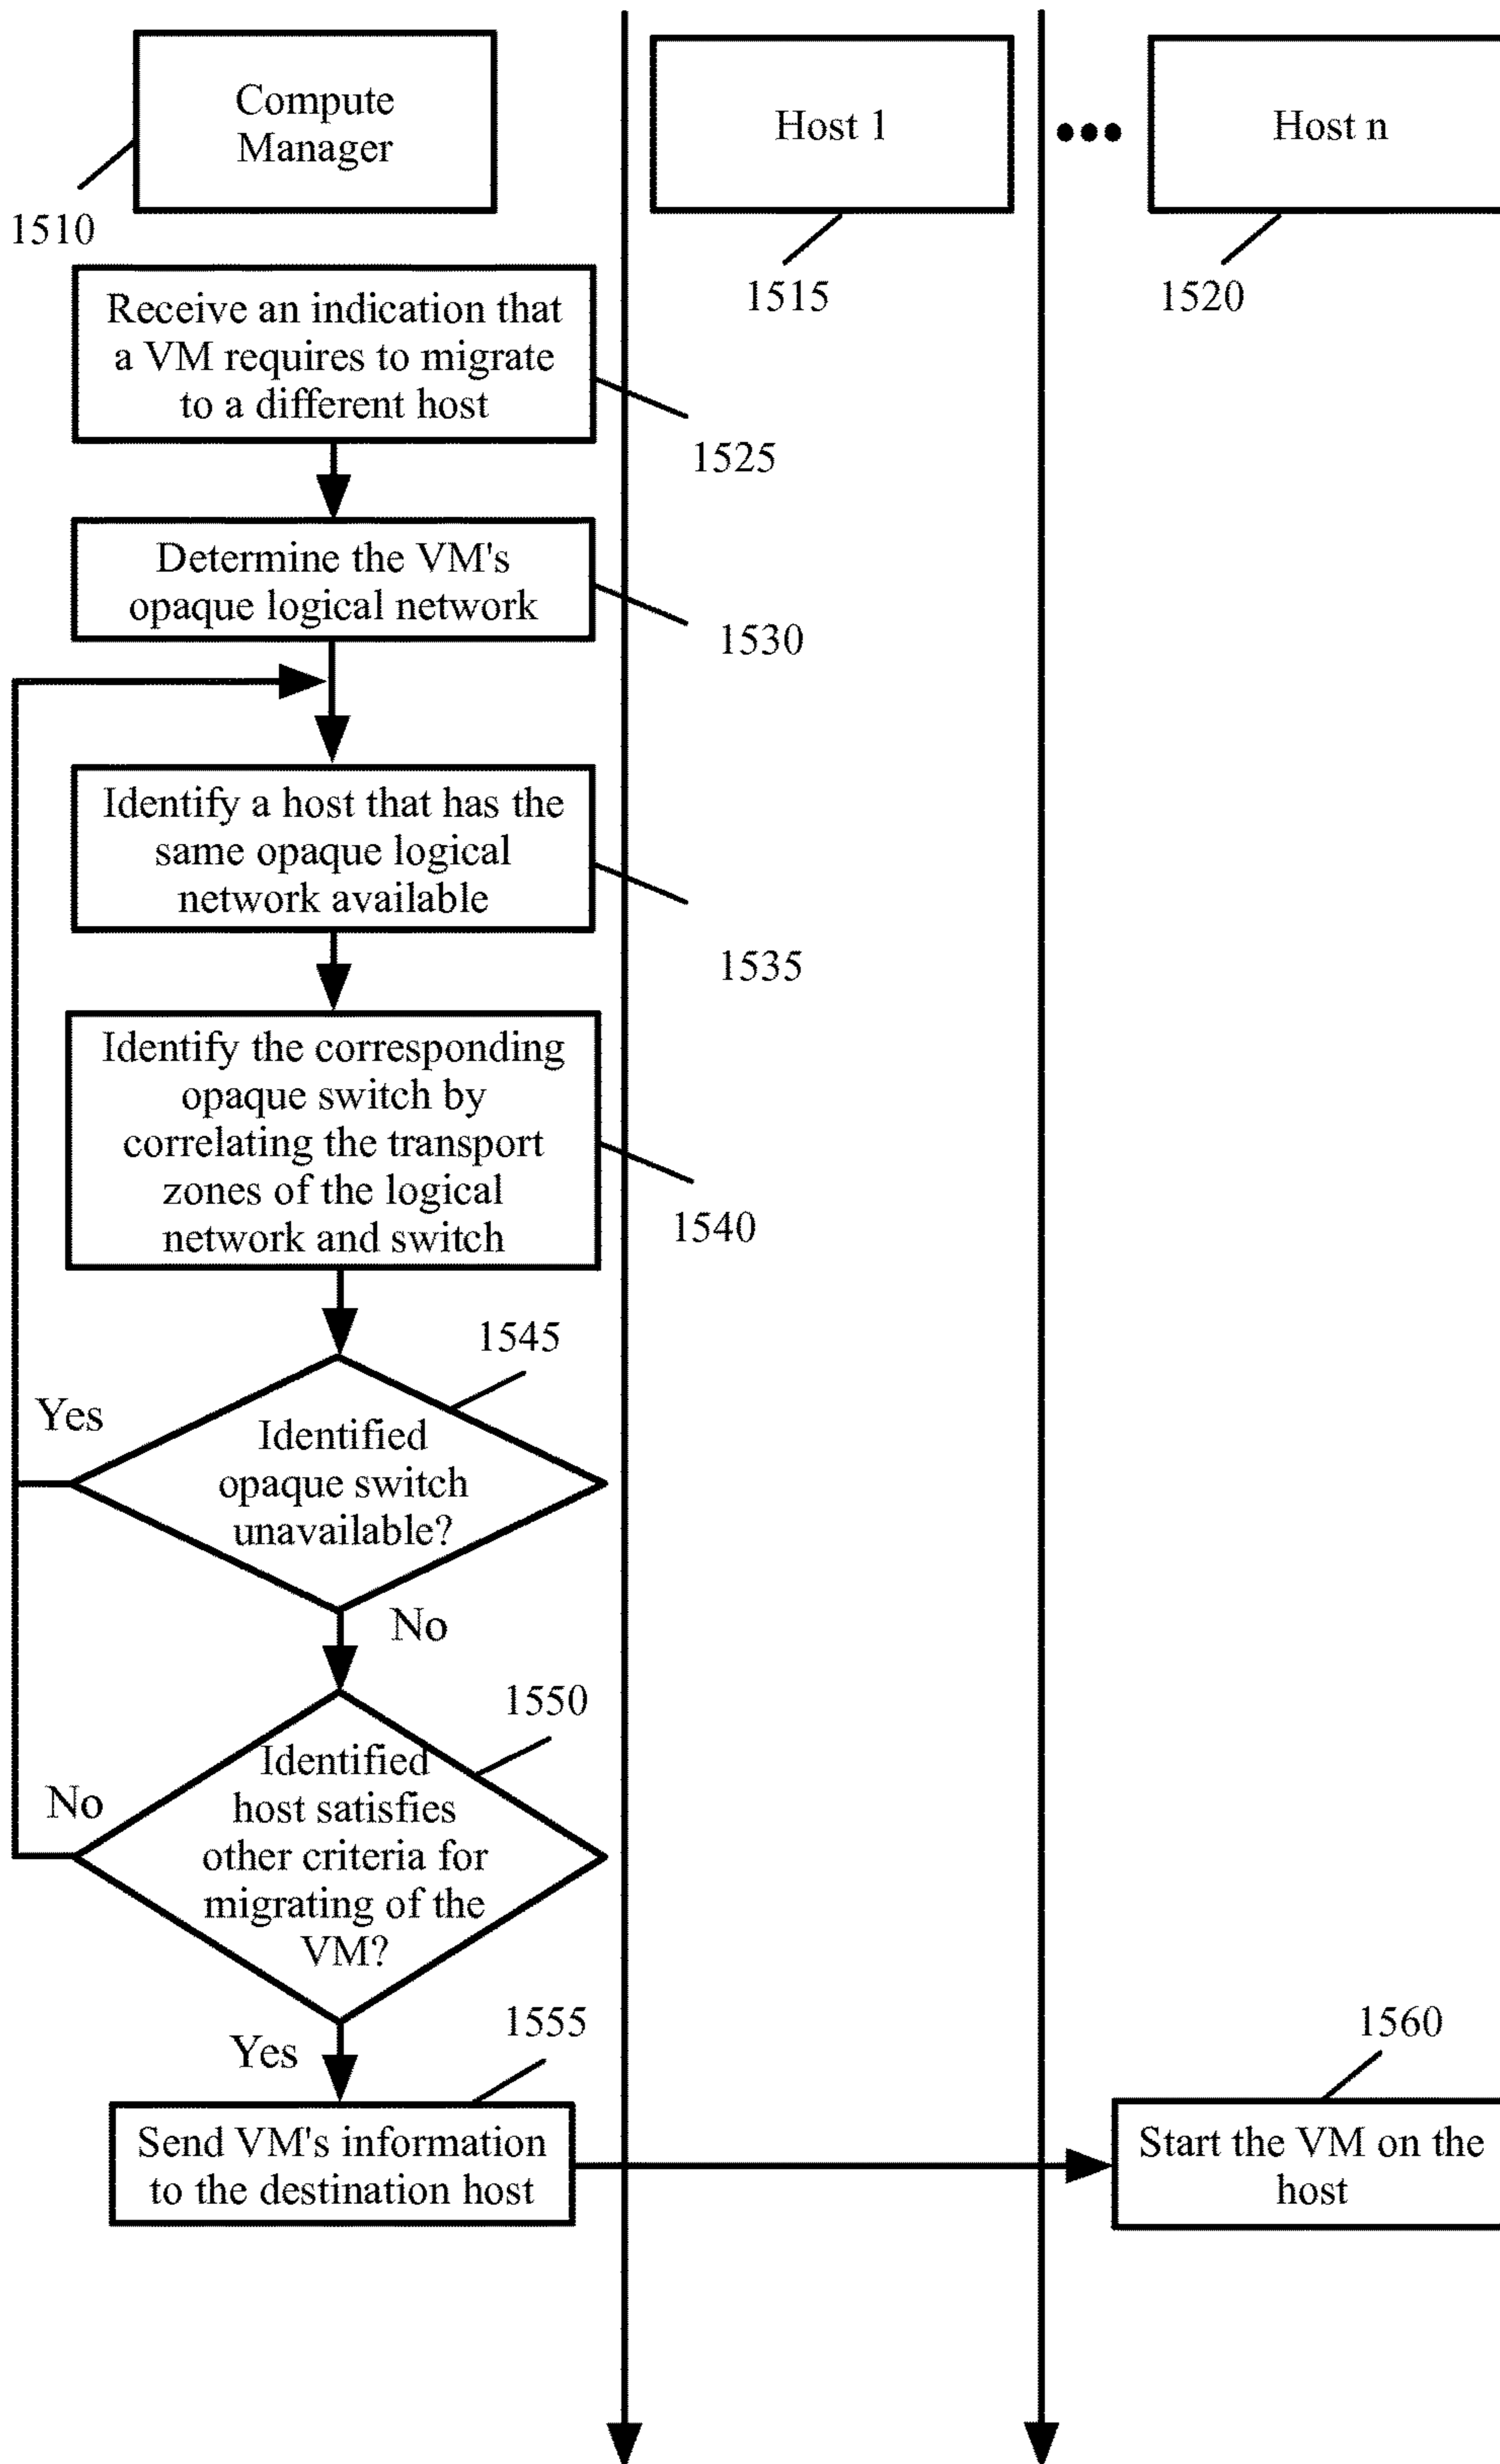 Compute
Manager
Host 1
Host n
1510
1515
1520
Receive an indication that
a VM requires to migrate
to a different host
1525
Determine the VM's
opaque logical network
1530
Identify a host that has the
same opaque logical
network available
1535
Identify the corresponding
opaque switch by
correlating the transport
zones of the logical
network and switch
1540
1545
Yes
Identified
opaque switch
unavailable?
No
1550
No
Identified
host satisfies
other criteria for
migrating of the
VM?
Yes
1555
1560
Send VM's information
to the destination host
Start the VM on the
host